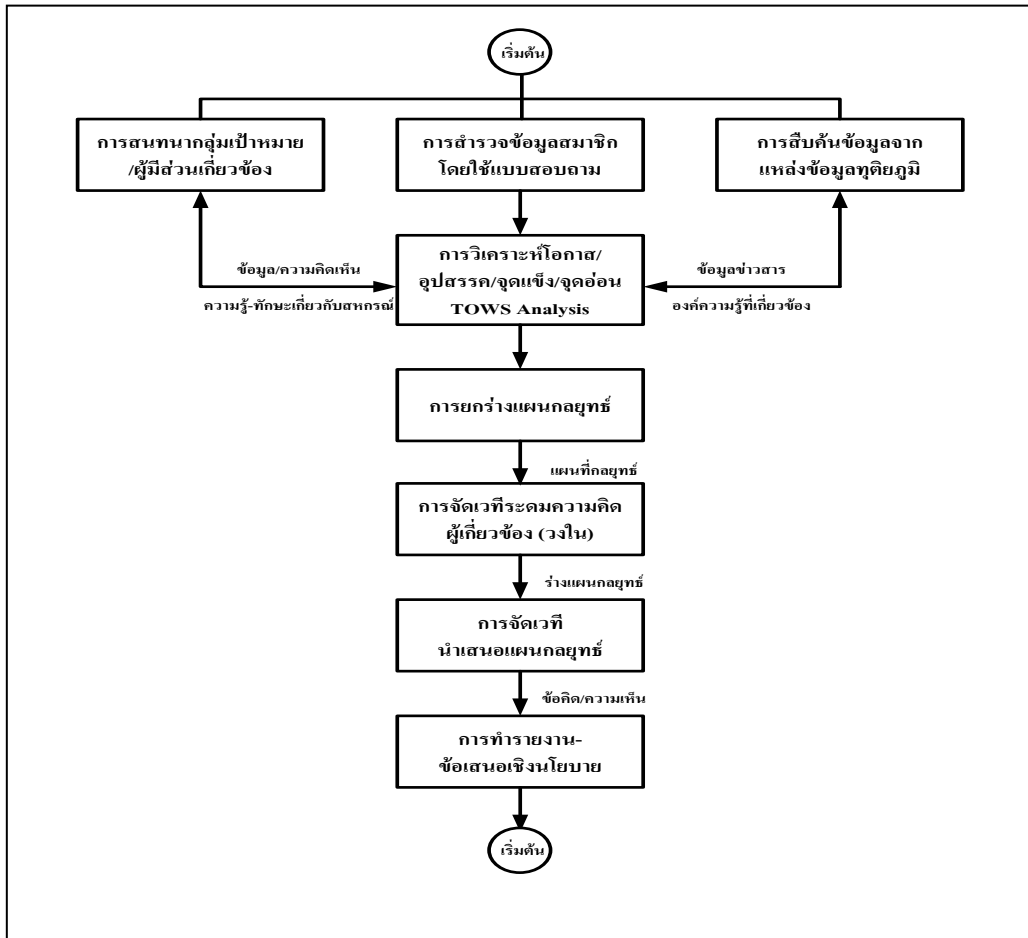 เริ่มต้น
การสนทนากลุ่มเป้าหมาย
/ผู้มีส่วนเกี่ยวข้อง
การสำรวจข้อมูลสมาชิก
โดยใช้แบบสอบถาม
การสืบค้นข้อมูลจาก
แหล่งข้อมูลทุติยภูมิ
ข้อมูล/ความคิดเห็น
ความรู้-ทักษะเกี่ยวกับสหกรณ์
การวิเคราะห์โอกาส/
อุปสรรค/จุดแข็ง/จุดอ่อน
TOWS Analysis
ข้อมูลข่าวสาร
องค์ความรู้ที่เกี่ยวข้อง
การยกร่างแผนกลยุทธ์
แผนที่กลยุทธ์
การจัดเวทีระดมความคิด
ผู้เกี่ยวข้อง (วงใน)
ร่างแผนกลยุทธ์
การจัดเวที
นำเสนอแผนกลยุทธ์
ข้อคิด/ความเห็น
การทำรายงาน-
ข้อเสนอเชิงนโยบาย
เริ่มต้น